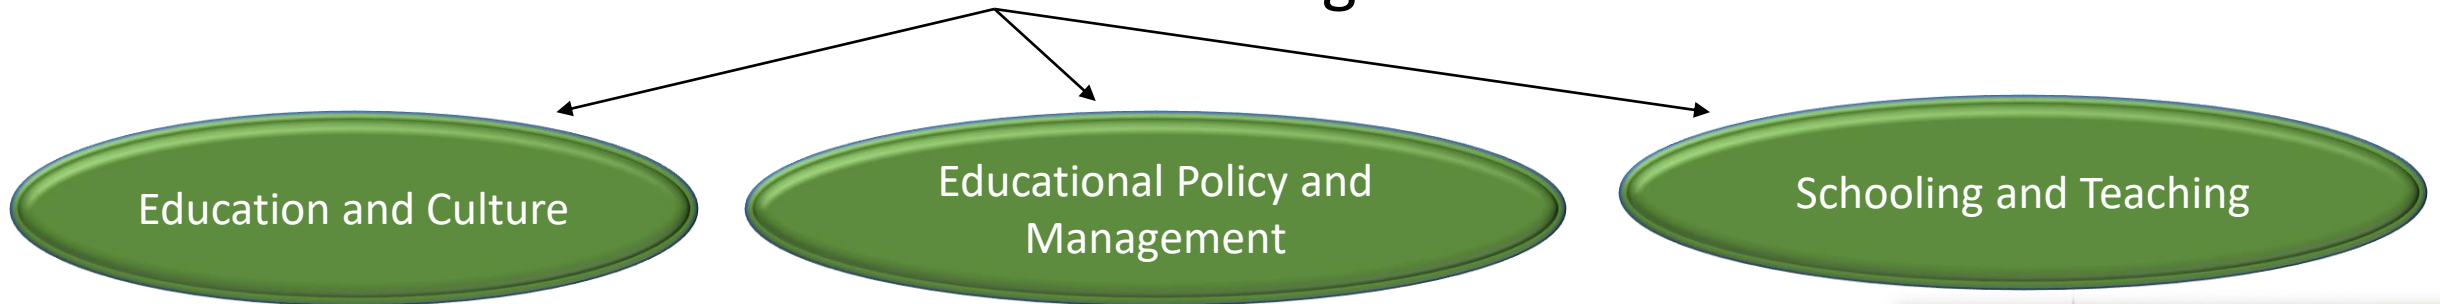 Education and Culture
Educational Policy and
Management
Schooling and Teaching